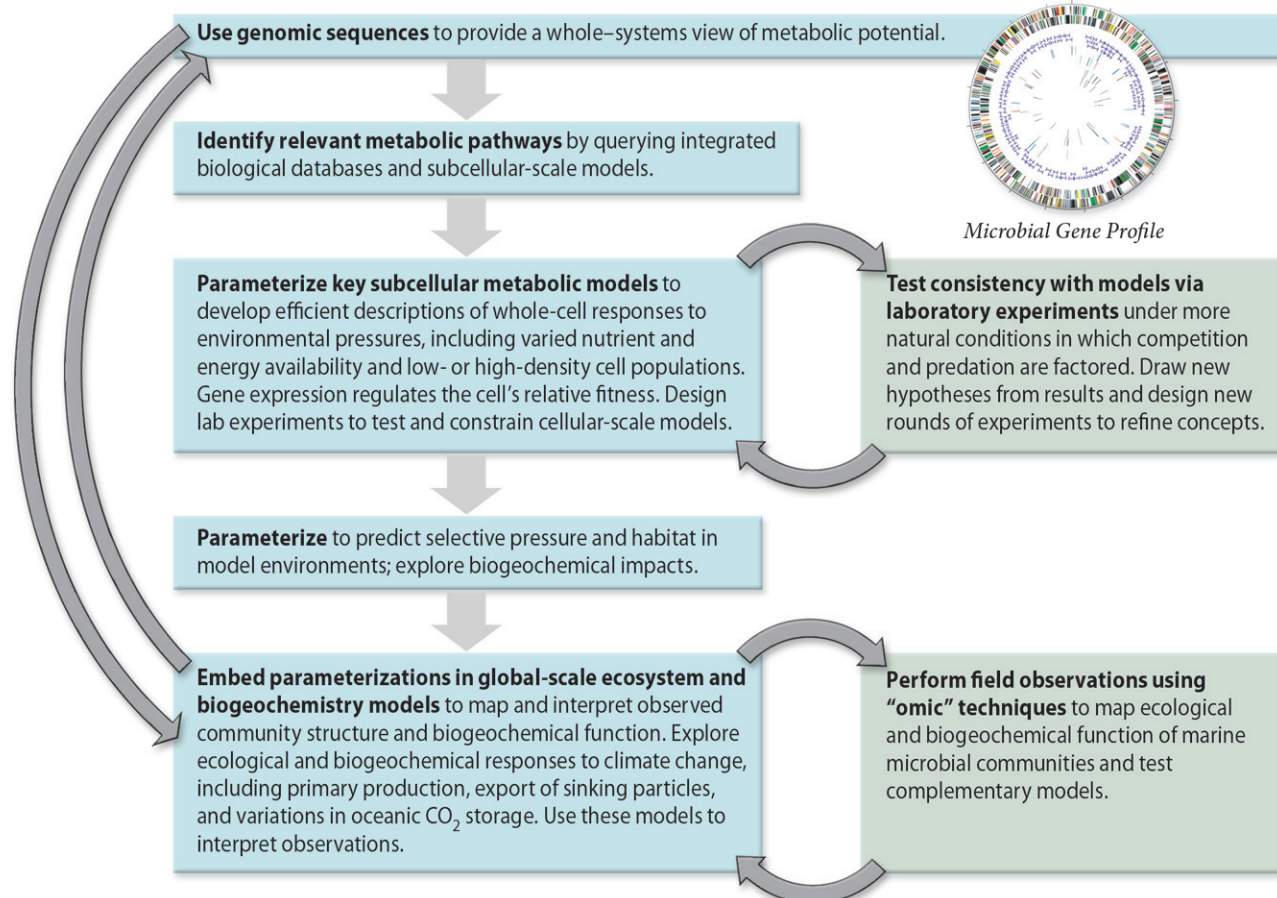 Use genomic sequences to provide a whole–systems view of metabolic potential.
Identify relevant metabolic pathways by querying integrated
biological databases and subcellular-scale models.
Microbial Gene Profile
Parameterize key subcellular metabolic models to
develop efficient descriptions of whole-cell responses to
environmental pressures, including varied nutrient and
energy availability and low- or high-density cell populations.
Gene expression regulates the cell’s relative fitness. Design
lab experiments to test and constrain cellular-scale models.
Test consistency with models via
laboratory experiments under more
natural conditions in which competition
and predation are factored. Draw new
hypotheses from results and design new
rounds of experiments to refine concepts.
Parameterize to predict selective pressure and habitat in
model environments; explore biogeochemical impacts.
Embed parameterizations in global-scale ecosystem and
biogeochemistry models to map and interpret observed
community structure and biogeochemical function. Explore
ecological and biogeochemical responses to climate change,
including primary production, export of sinking particles,
and variations in oceanic CO₂ storage. Use these models to
interpret observations.
Perform field observations using
“omic” techniques to map ecological
and biogeochemical function of marine
microbial communities and test
complementary models.